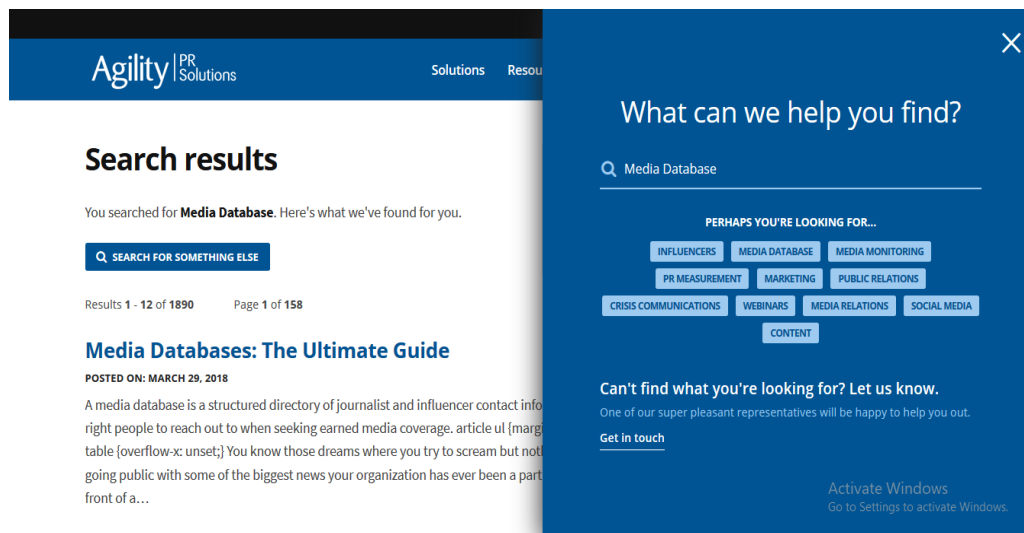 Agility PR Solutions
Solutions Resou
Search results
You searched for Media Database. Here's what we've found for you.
SEARCH FOR SOMETHING ELSE
Results 1 - 12 of 1890 Page 1 of 158
Media Databases: The Ultimate Guide
POSTED ON: MARCH 29, 2018
A media database is a structured directory of journalist and influencer contact info
right people to reach out to when seeking earned media coverage. article ul {margi
table {overflow-x: unset;} You know those dreams where you try to scream but noth
going public with some of the biggest news your organization has ever been a part
front of a…
What can we help you find?
Media Database
PERHAPS YOU'RE LOOKING FOR...
INFLUENCERS MEDIA DATABASE MEDIA MONITORING
PR MEASUREMENT MARKETING PUBLIC RELATIONS
CRISIS COMMUNICATIONS WEBINARS MEDIA RELATIONS SOCIAL MEDIA
CONTENT
Can't find what you're looking for? Let us know.
One of our super pleasant representatives will be happy to help you out.
Get in touch
Activate Windows
Go to Settings to activate Windows.